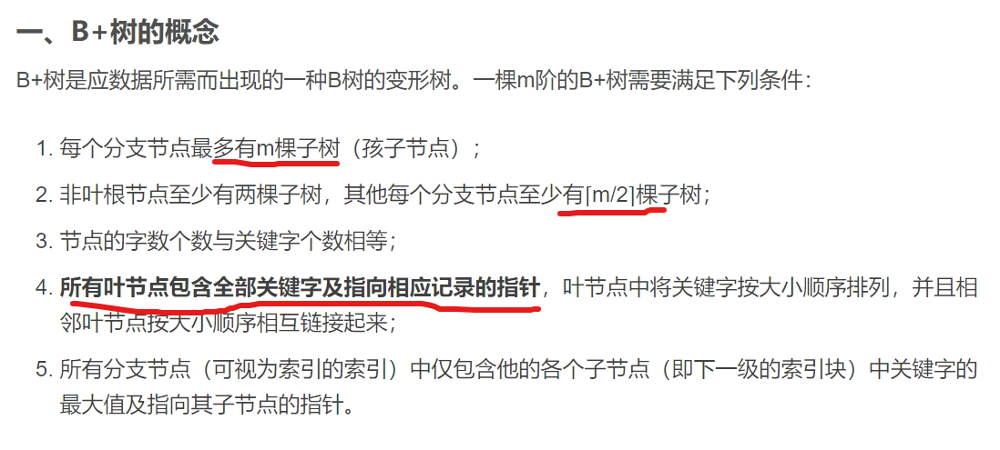 一、B+树的概念
B+树是应数据所需而出现的一种B树的变形树。一棵m阶的B+树需要满足下列条件：
1. 每个分支节点最多有m棵子树（孩子节点）；
2. 非叶根节点至少有两棵子树，其他每个分支节点至少有⌈m/2⌉棵子树；
3. 节点的字数个数与关键字个数相等；
4. 所有叶节点包含全部关键字及指向相应记录的指针，叶节点中将关键字按大小顺序排列，并且相
邻叶节点按大小顺序相互链接起来；
5. 所有分支节点（可视为索引的索引）中仅包含他的各个子节点（即下一级的索引块）中关键字的
最大值及指向其子节点的指针。